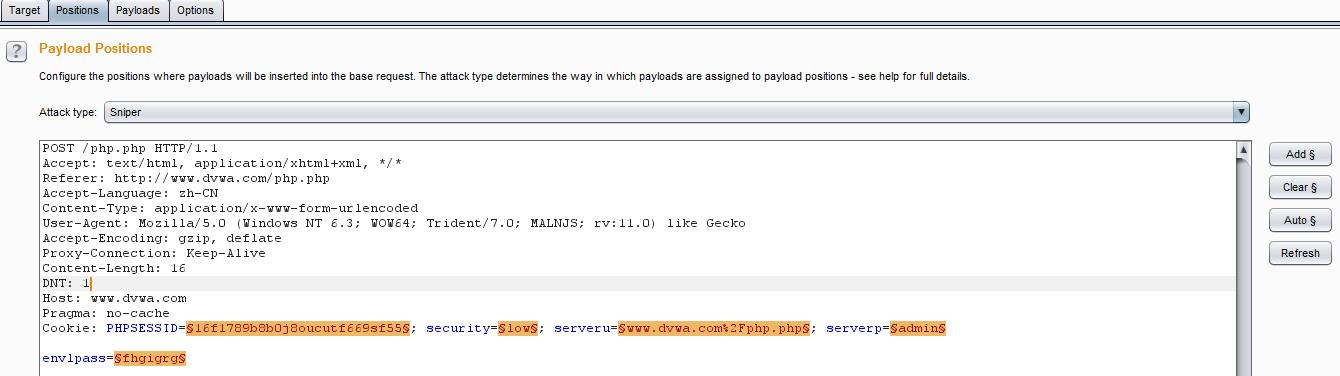 Target Positions Payloads Options
? Payload Positions
Configure the positions where payloads will be inserted into the base request. The attack type determines the way in which payloads are assigned to payload positions - see help for full details.
Attack type: Sniper
POST /php.php HTTP/1.1
Accept: text/html, application/xhtml+xml, */*
Referer: http://www.dvwa.com/php.php
Accept-Language: zh-CN
Content-Type: application/x-www-form-urlencoded
User-Agent: Mozilla/5.0 (Windows NT 6.3; WOW64; Trident/7.0; MALNJS; rv:11.0) like Gecko
Accept-Encoding: gzip, deflate
Proxy-Connection: Keep-Alive
Content-Length: 16
DNT: 1
Host: www.dvwa.com
Pragma: no-cache
Cookie: PHPSESSID=§16f1789b8b0j8oucutf669sf55§; security=§low§; serveru=§www.dvwa.com%2Fphp.php§; serverp=§admin§
envlpass=§fhgigrg§
Add §
Clear §
Auto §
Refresh